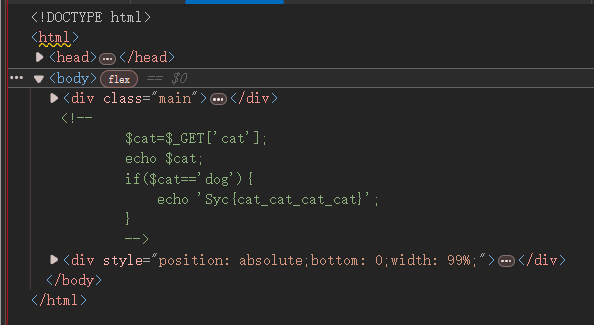 <!DOCTYPE html>
<html>
<head>…</head>
<body> flex == $0
<div class="main">…</div>
<!--
$cat=$_GET['cat'];
echo $cat;
if($cat=='dog'){
echo 'Syc{cat_cat_cat_cat}';
}
-->
<div style="position: absolute;bottom: 0;width: 99%;">…</div>
</body>
</html>